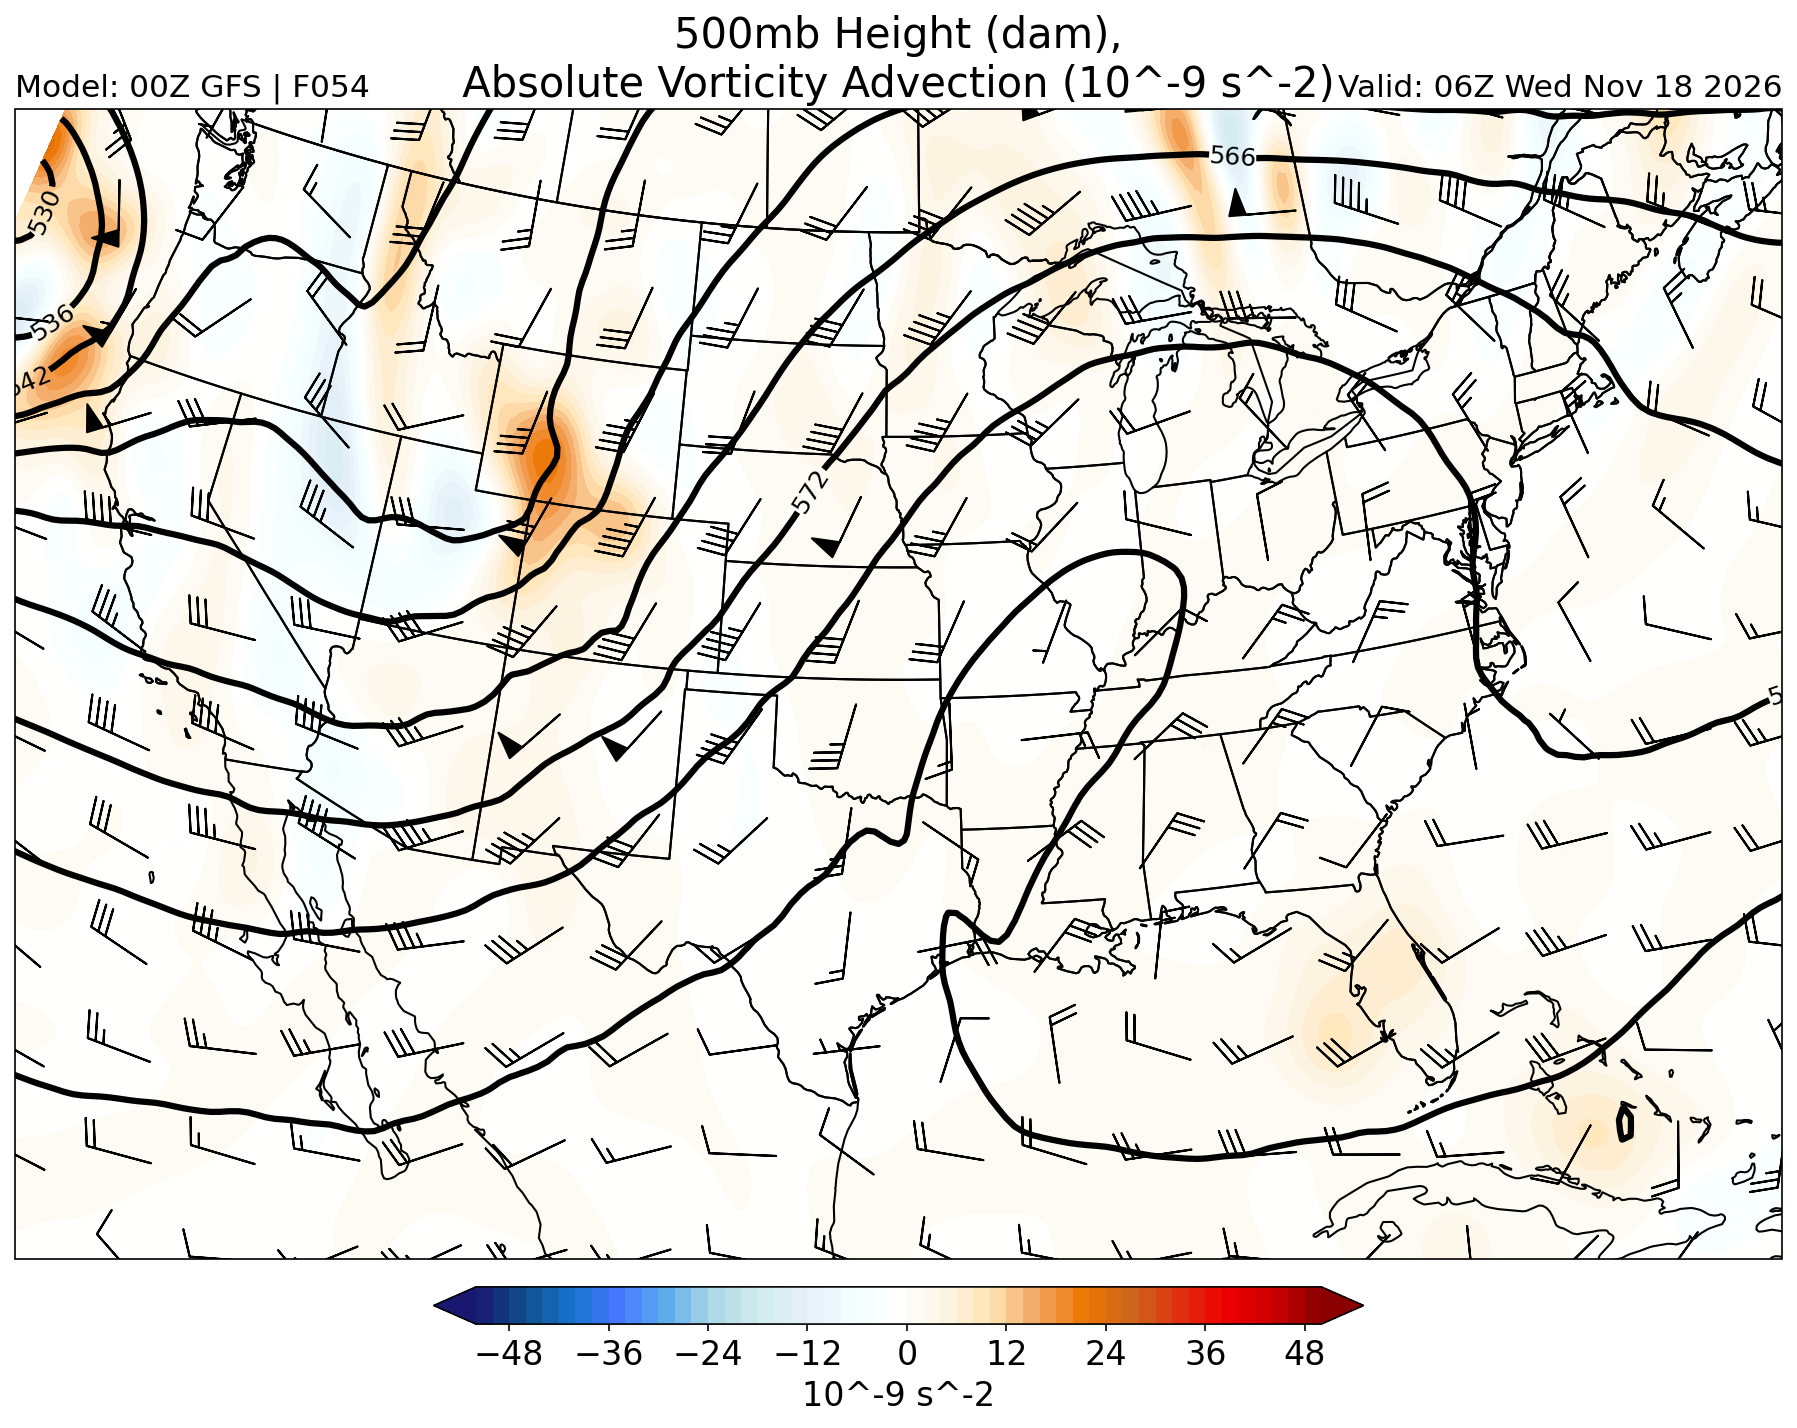 500mb Height (dam),
Absolute Vorticity Advection (10^-9 s^-2)
Model: 00Z GFS | F054
Valid: 06Z Wed Nov 18 2026
530
536
542
566
572
5
−48 −36 −24 −12 0 12 24 36 48
10^-9 s^-2